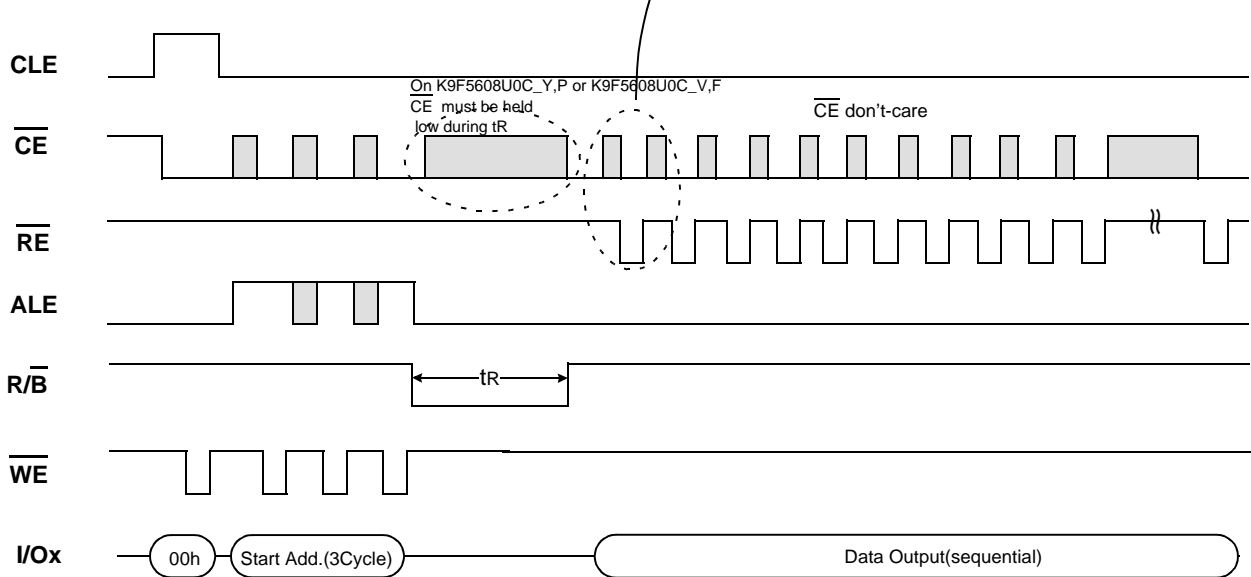 CLE
On K9F5608U0C_Y,P or K9F5608U0C_V,F
CE must be held
low during tR
CE don't-care
CE
RE
ALE
R/B
tR
WE
I/Ox
00h
Start Add.(3Cycle)
Data Output(sequential)